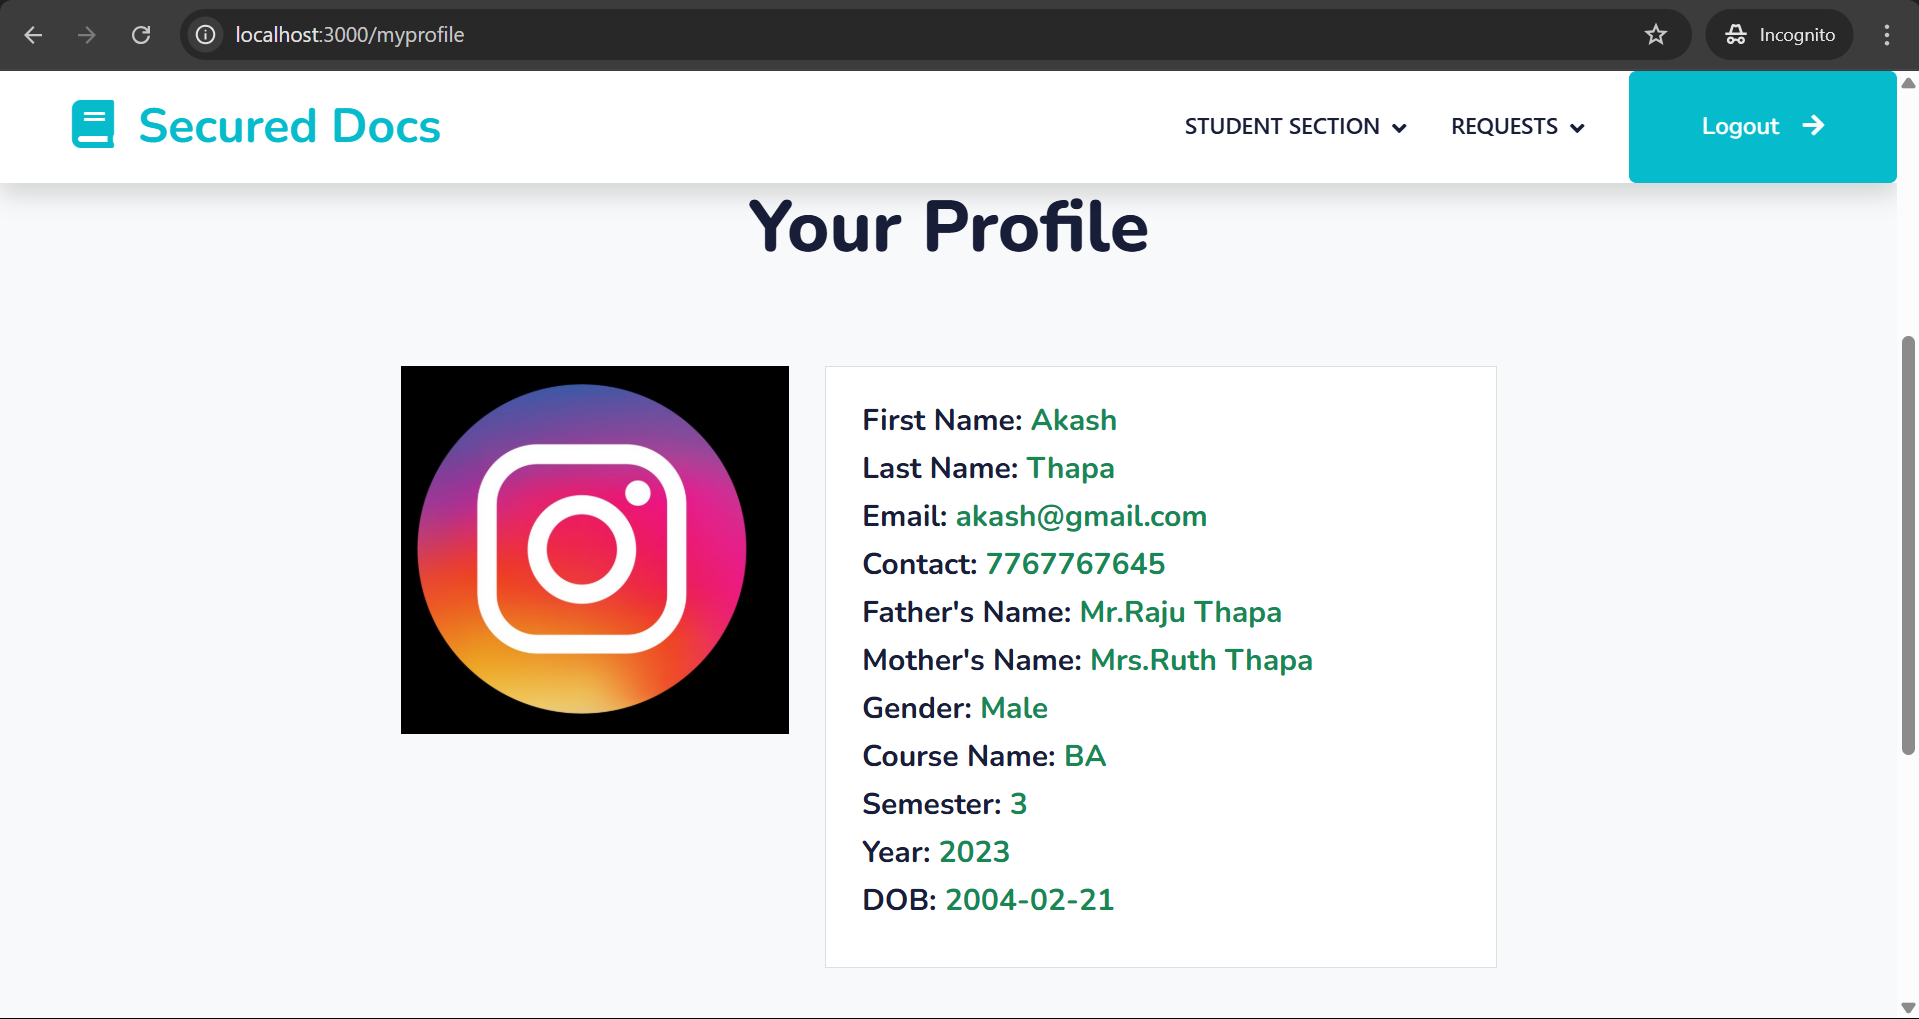 localhost:3000/myprofile
Incognito
Secured Docs
STUDENT SECTION
REQUESTS
Logout
Your Profile
First Name: Akash
Last Name: Thapa
Email: akash@gmail.com
Contact: 7767767645
Father's Name: Mr.Raju Thapa
Mother's Name: Mrs.Ruth Thapa
Gender: Male
Course Name: BA
Semester: 3
Year: 2023
DOB: 2004-02-21